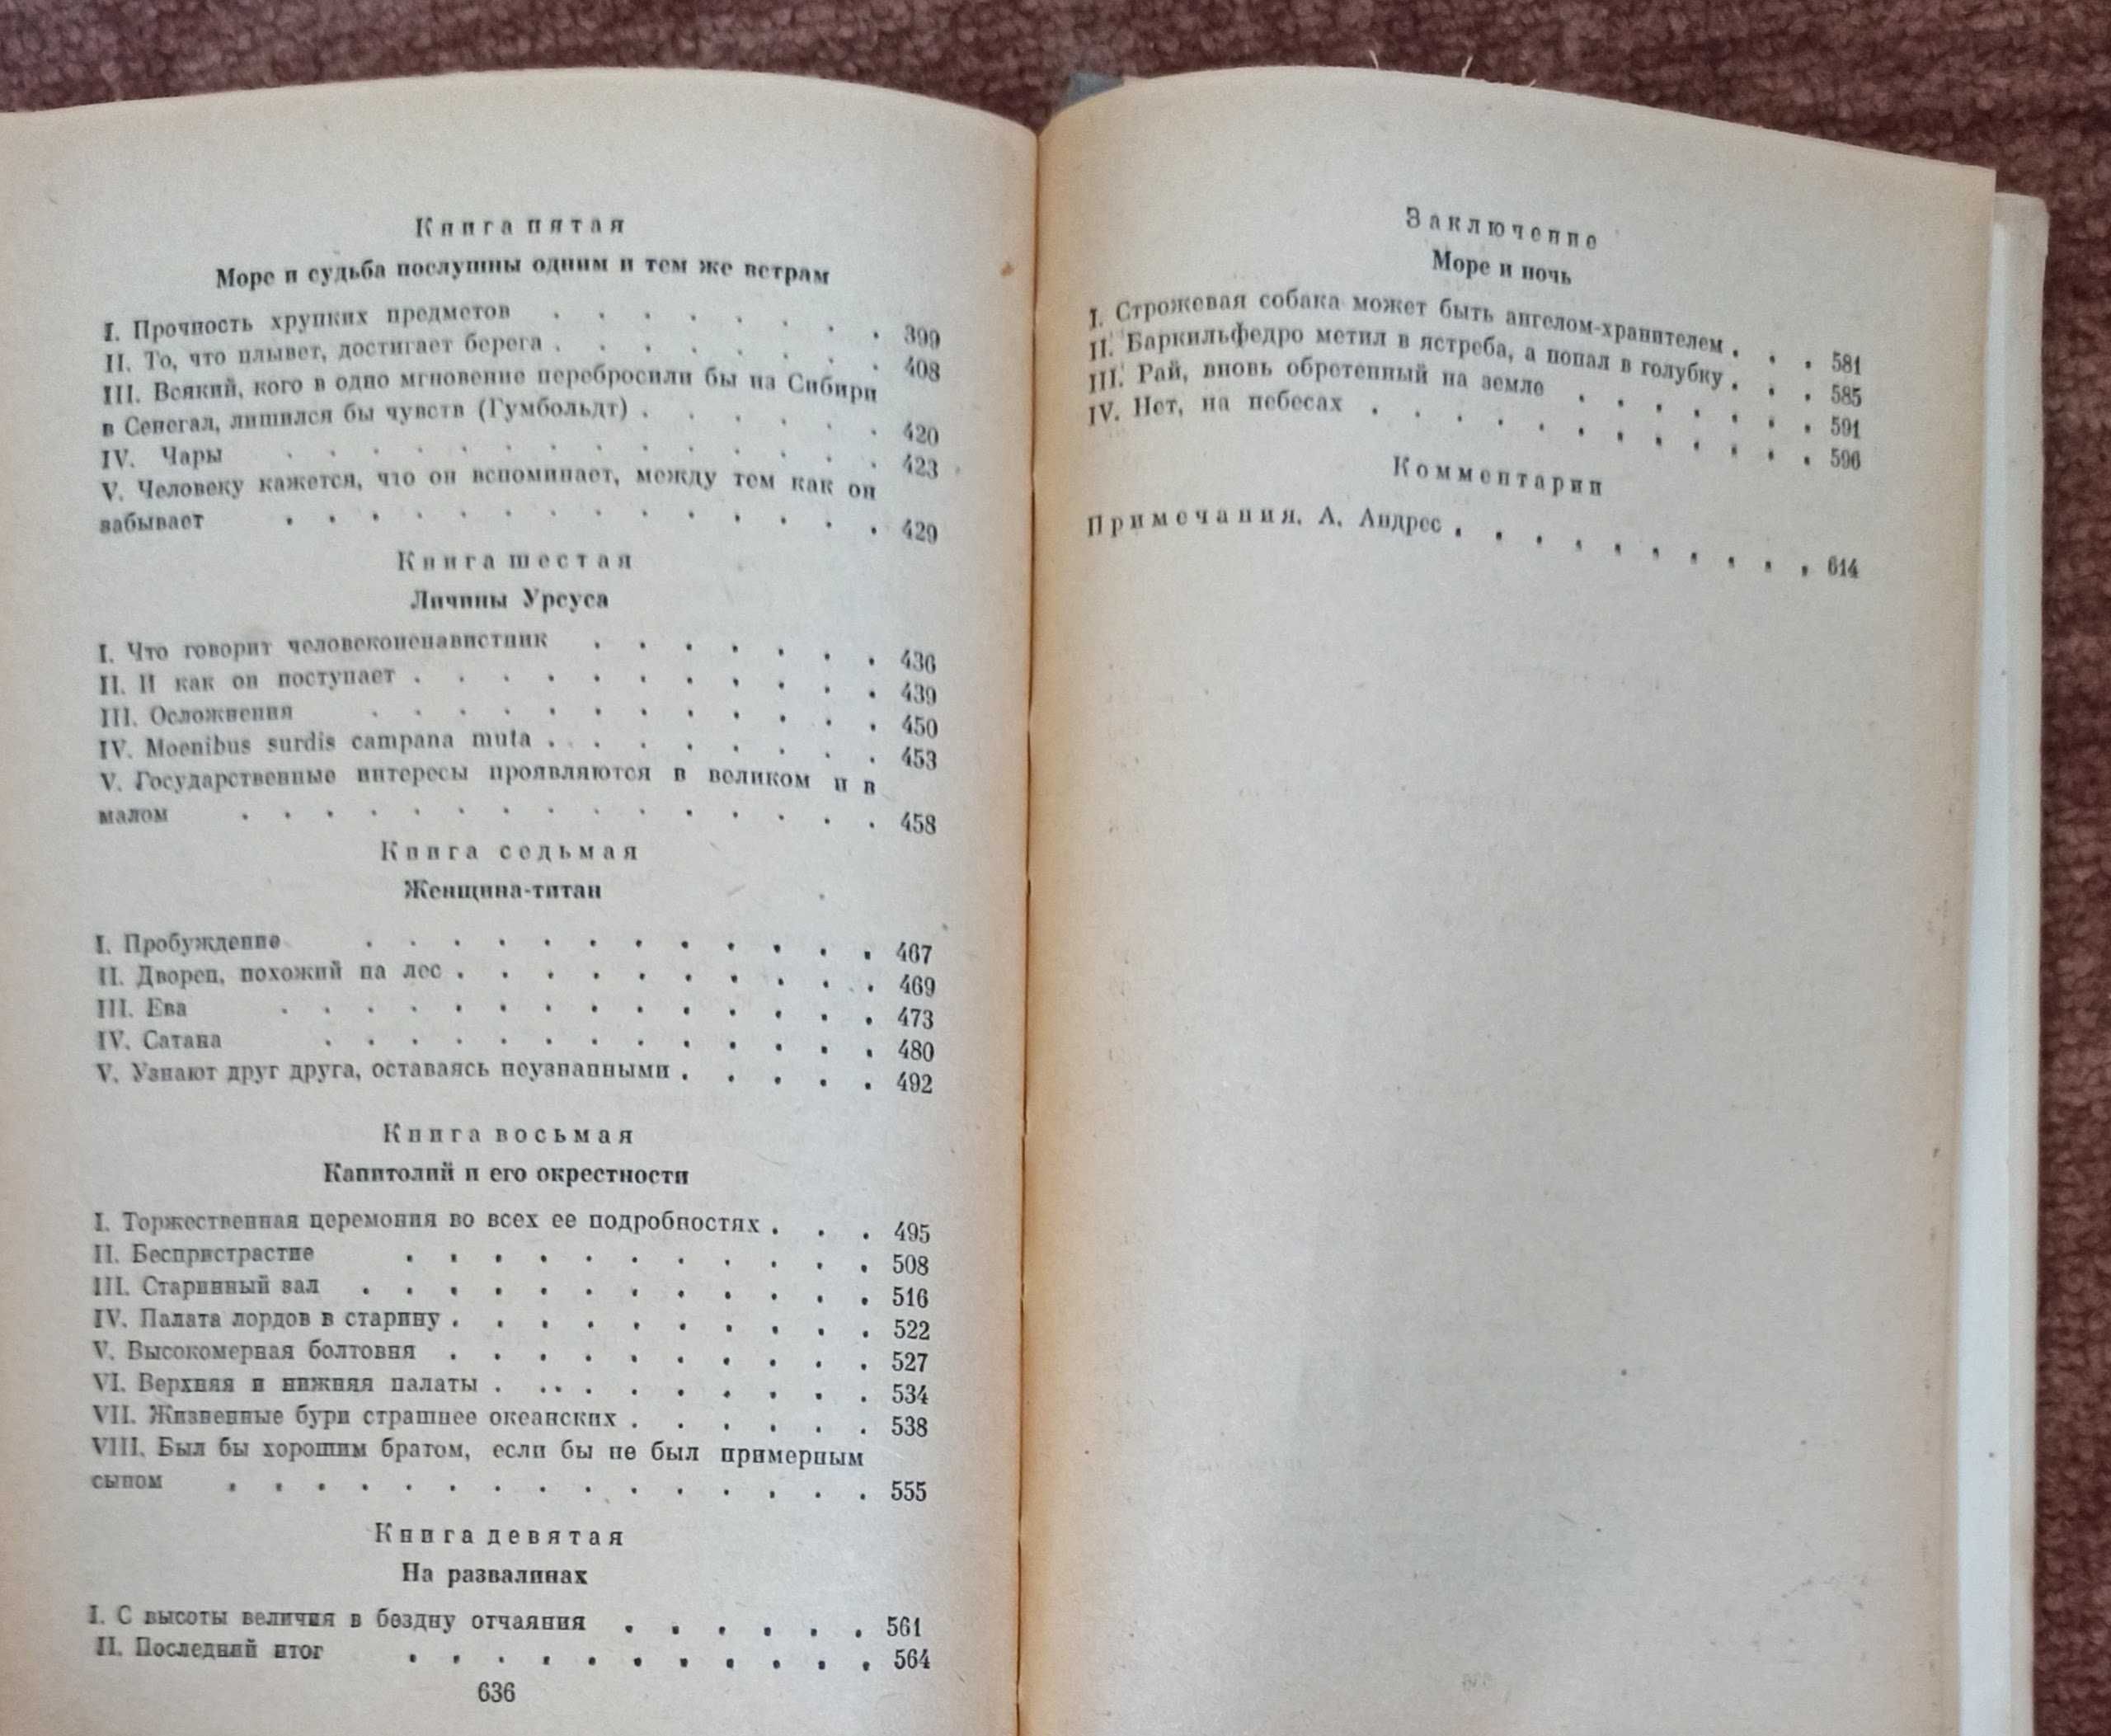 Книга пятая
Море и судьба послушны одним и тем же ветрам
I. Прочность хрупких предметов . . . . . . . . 399
II. То, что плывет, достигает берега . . . . . . . . 408
III. Всякий, кого в одно мгновение перебросили бы из Сибири
в Сенегал, лишился бы чувств (Гумбольдт) . . . . . . 420
IV. Чары . . . . . . . . . . . . . . 423
V. Человеку кажется, что он вспоминает, между тем как он
забывает . . . . . . . . . . . . . . 429
Книга шестая
Личины Урсуса
I. Что говорит человеконенавистник . . . . . . . 436
II. И как он поступает . . . . . . . . . . . 439
III. Осложнения . . . . . . . . . . . . 450
IV. Moenibus surdis campana muta . . . . . . . . 453
V. Государственные интересы проявляются в великом и в
малом . . . . . . . . . . . . . . . 458
Книга седьмая
Женщина-титан
I. Пробуждение . . . . . . . . . . . . 467
II. Дворец, похожий на лес . . . . . . . . . . 469
III. Ева . . . . . . . . . . . . . . 473
IV. Сатана . . . . . . . . . . . . . 480
V. Узнают друг друга, оставаясь неузнанными . . . . . 492
Книга восьмая
Капитолий и его окрестности
I. Торжественная церемония во всех ее подробностях . . . 495
II. Беспристрастие . . . . . . . . . . . 508
III. Старинный зал . . . . . . . . . . . . 516
IV. Палата лордов в старину . . . . . . . . . . 522
V. Высокомерная болтовня . . . . . . . . . . 527
VI. Верхняя и нижняя палаты . . . . . . . . . . 534
VII. Жизненные бури страшнее океанских . . . . . . 538
VIII. Был бы хорошим братом, если бы не был примерным
сыном . . . . . . . . . . . . . . . 555
Книга девятая
На развалинах
I. С высоты величия в бездну отчаяния . . . . . . 561
II. Последний итог . . . . . . . . . . . 564
636
Заключение
Море и ночь
I. Строжевая собака может быть ангелом-хранителем . . . 581
II. Баркильфедро метил в ястреба, а попал в голубку . . . 585
III. Рай, вновь обретенный на земле . . . . . . . 591
IV. Нет, на небесах . . . . . . . . . . . 596
Комментарии
Примечания. А. Андрес . . . . . . . . . . 614